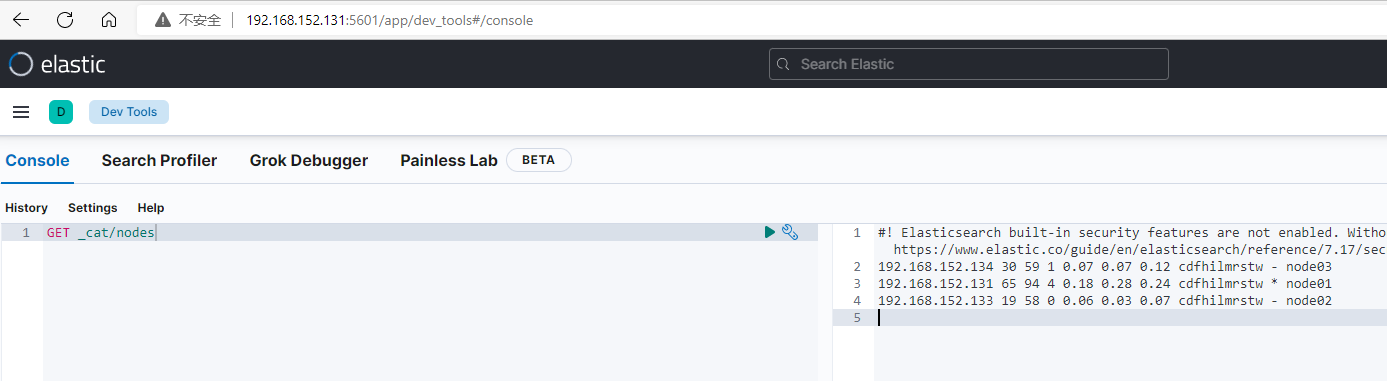 不安全 192.168.152.131:5601/app/dev_tools#/console
elastic
Search Elastic
D Dev Tools
Console Search Profiler Grok Debugger Painless Lab BETA
History Settings Help
1 GET _cat/nodes
1 #! Elasticsearch built-in security features are not enabled. Witho
https://www.elastic.co/guide/en/elasticsearch/reference/7.17/sec
2 192.168.152.134 30 59 1 0.07 0.07 0.12 cdfhilmrstw - node03
3 192.168.152.131 65 94 4 0.18 0.28 0.24 cdfhilmrstw * node01
4 192.168.152.133 19 58 0 0.06 0.03 0.07 cdfhilmrstw - node02
5